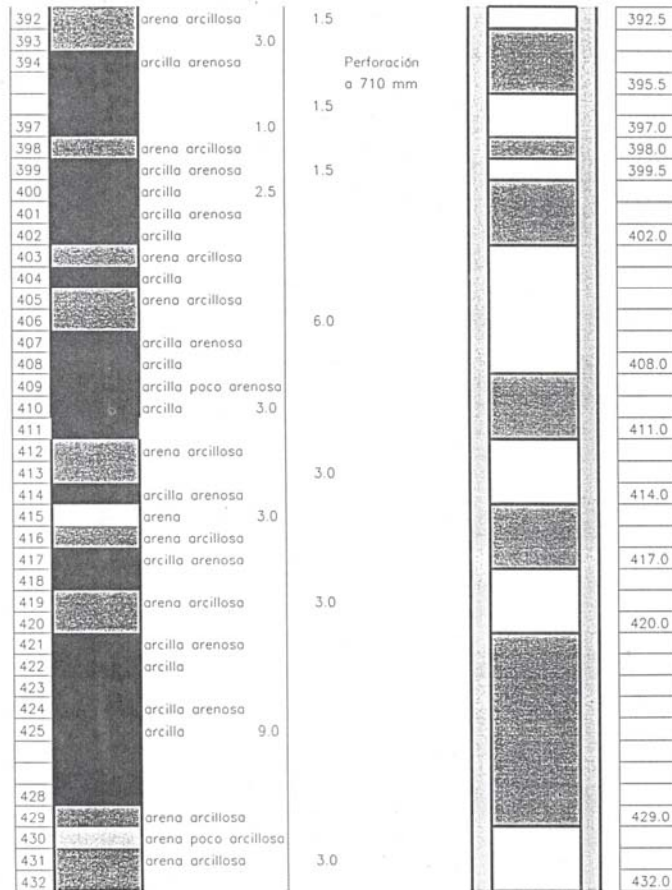 392 arena arcillosa 1.5 392.5
393 3.0
394 arcilla arenosa Perforación
a 710 mm 395.5
1.5
397 1.0 397.0
398 arena arcillosa 398.0
399 arcilla arenosa 1.5 399.5
400 arcilla 2.5
401 arcilla arenosa
402 arcilla 402.0
403 arena arcillosa
404 arcilla
405 arena arcillosa
406 6.0
407 arcilla arenosa
408 arcilla 408.0
409 arcilla poco arenosa
410 arcilla 3.0
411 411.0
412 arena arcillosa
413 3.0
414 arcilla arenosa 414.0
415 arena 3.0
416 arena arcillosa
417 arcilla arenosa 417.0
418
419 arena arcillosa 3.0
420 420.0
421 arcilla arenosa
422 arcilla
423
424 arcilla arenosa
425 arcilla 9.0
428
429 arena arcillosa 429.0
430 arena poco arcillosa
431 arena arcillosa 3.0
432 432.0